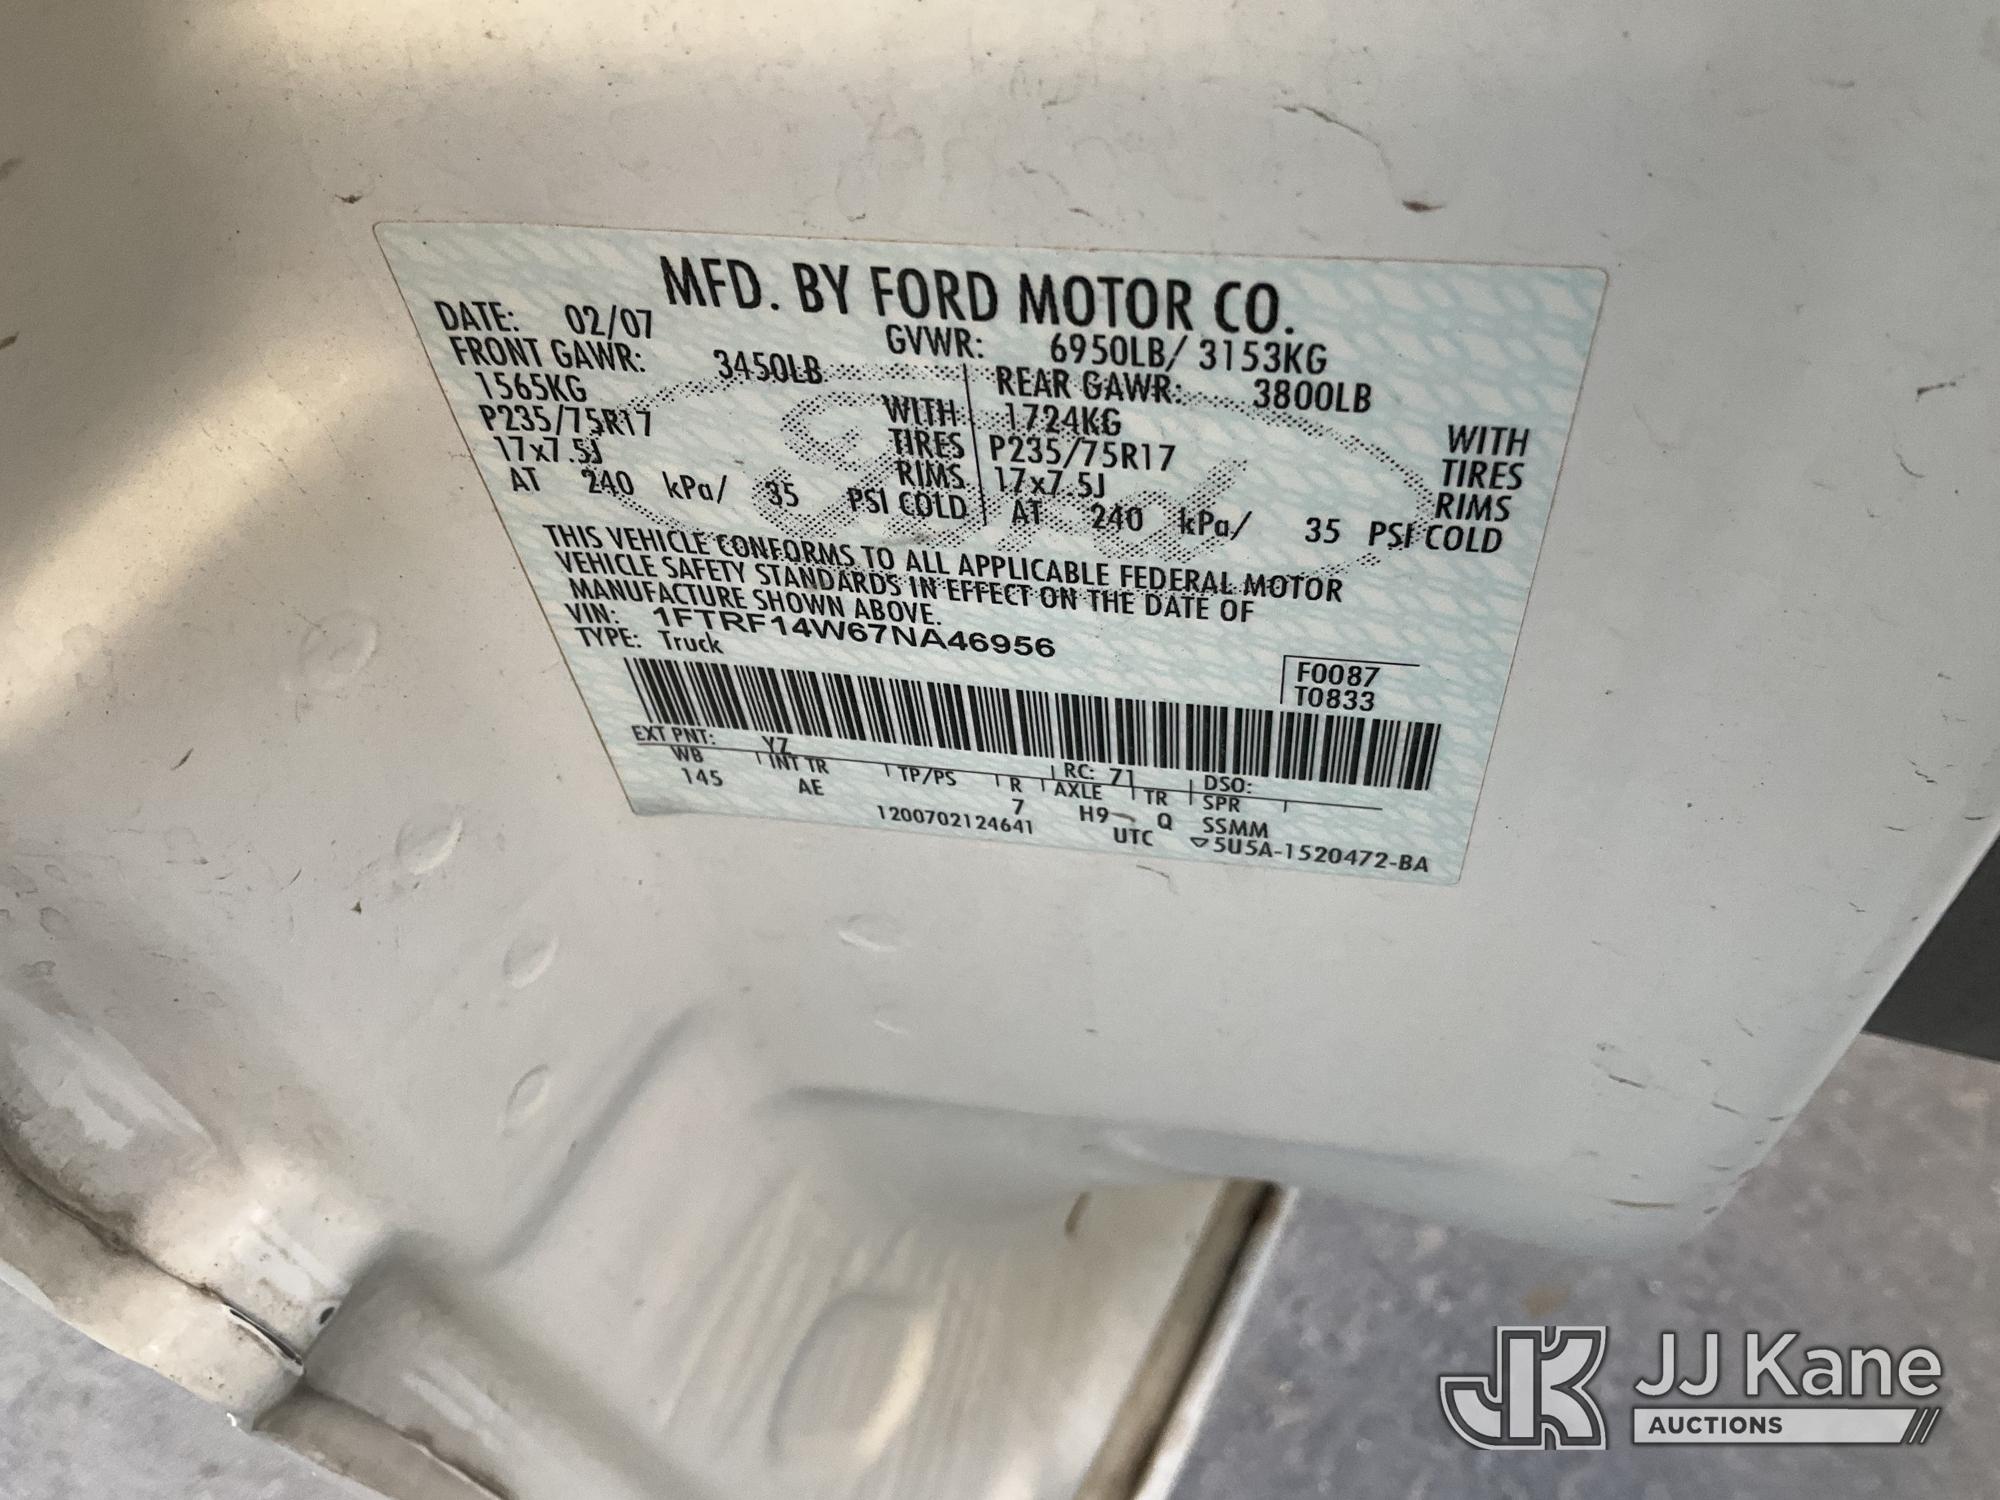 MFD. BY FORD MOTOR CO.
DATE: 02/07 GVWR: 6950LB/ 3153KG
FRONT GAWR: 3450LB REAR GAWR: 3800LB
1565KG WITH 1724KG WITH
P235/75R17 TIRES P235/75R17 TIRES
17x7.5J RIMS 17x7.5J RIMS
AT 240 kPa/ 35 PSI COLD AT 240 kPa/ 35 PSI COLD
THIS VEHICLE CONFORMS TO ALL APPLICABLE FEDERAL MOTOR
VEHICLE SAFETY STANDARDS IN EFFECT ON THE DATE OF
MANUFACTURE SHOWN ABOVE.
VIN: 1FTRF14W67NA46956
TYPE: Truck
F0087
T0833
EXT PNT: YZ RC: 71 DSO:
WB INT TR TP/PS R AXLE TR SPR
145 AE 7 H9 Q SSMM
1200702124641 UTC ▽5U5A-1520472-BA
JK JJ Kane
AUCTIONS